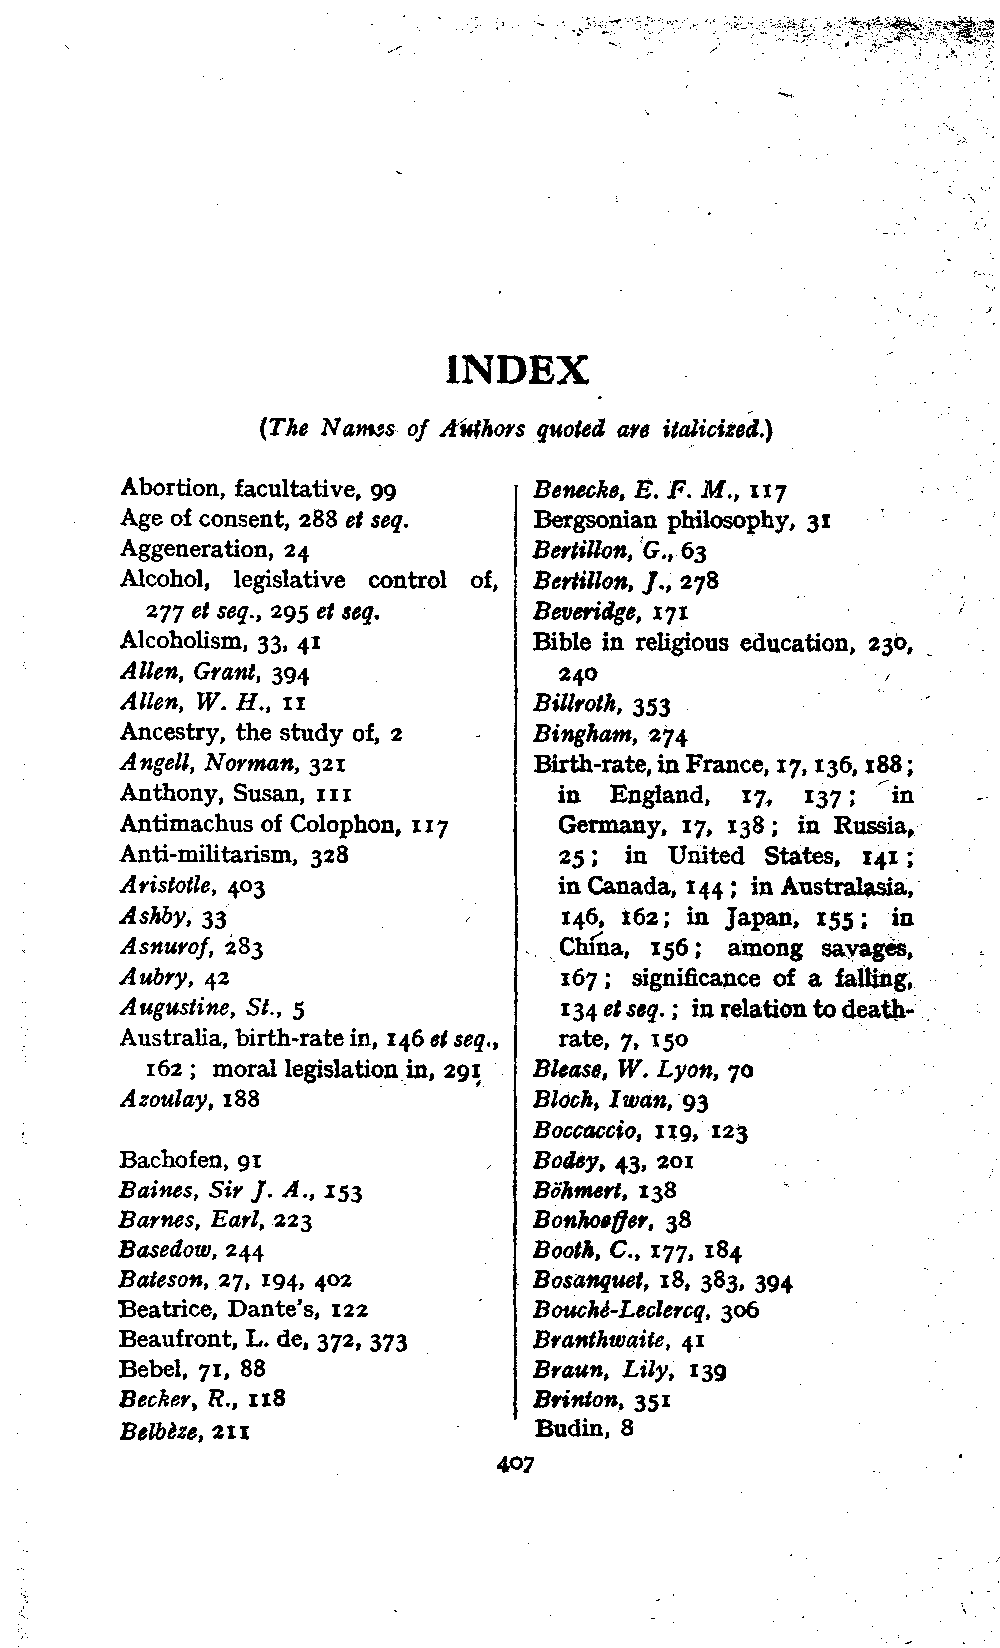 INDEX
(The Names of Authors quoted are italicized.)
Abortion, facultative, 99
Age of consent, 288 et seq.
Aggeneration, 24
Alcohol, legislative control of,
277 et seq., 295 et seq.
Alcoholism, 33, 41
Allen, Grant, 394
Allen, W. H., 11
Ancestry, the study of, 2
Angell, Norman, 321
Anthony, Susan, 111
Antimachus of Colophon, 117
Anti-militarism, 328
Aristotle, 403
Ashby, 33
Asnurof, 283
Aubry, 42
Augustine, St., 5
Australia, birth-rate in, 146 et seq.,
162 ; moral legislation in, 291
Azoulay, 188
Bachofen, 91
Baines, Sir J. A., 153
Barnes, Earl, 223
Basedow, 244
Bateson, 27, 194, 402
Beatrice, Dante's, 122
Beaufront, L. de, 372, 373
Bebel, 71, 88
Becker, R., 118
Belbèze, 211
Benecke, E. F. M., 117
Bergsonian philosophy, 31
Bertillon, G., 63
Bertillon, J., 278
Beveridge, 171
Bible in religious education, 230,
240
Billroth, 353
Bingham, 274
Birth-rate, in France, 17, 136, 188 ;
in England, 17, 137 ; in
Germany, 17, 138 ; in Russia,
25 ; in United States, 141 ;
in Canada, 144 ; in Australasia,
146, 162 ; in Japan, 155 ; in
China, 156 ; among savages,
167 ; significance of a falling,
134 et seq. ; in relation to death-
rate, 7, 150
Blease, W. Lyon, 70
Bloch, Iwan, 93
Boccaccio, 119, 123
Bodey, 43, 201
Böhmert, 138
Bonhoeffer, 38
Booth, C., 177, 184
Bosanquet, 18, 383, 394
Bouché-Leclercq, 306
Branthwaite, 41
Braun, Lily, 139
Brinton, 351
Budin, 8
407